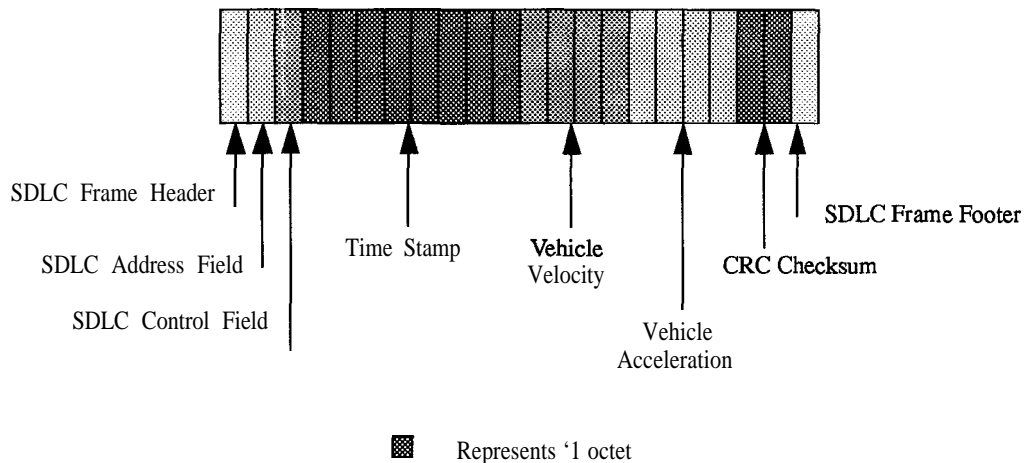 SDLC Frame Header
SDLC Address Field
SDLC Control Field
Time Stamp
Vehicle
Velocity
Vehicle
Acceleration
CRC Checksum
SDLC Frame Footer
Represents ‘1 octet